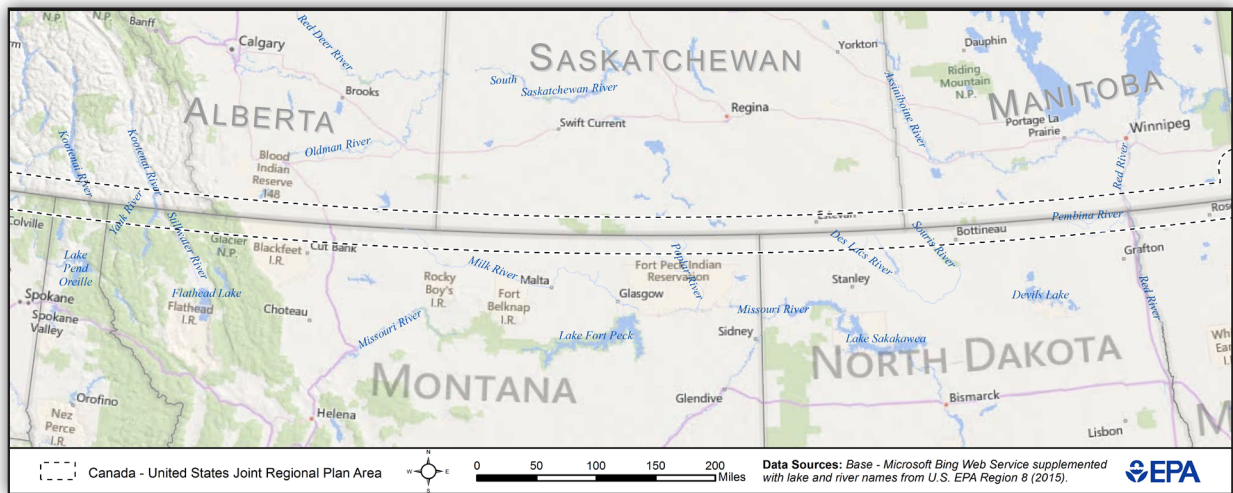 N.P.
N.P.
Banff
Calgary
Red Deer River
Brooks
ALBERTA
Oldman River
Blood
Indian
Reserve
148
Kootenai River
Kootenai River
Yaak River
Stillwater River
SASKATCHEWAN
South
Saskatchewan River
Swift Current
Regina
Yorkton
Assiniboine River
Dauphin
Riding
Mountain
N.P.
MANITOBA
Portage La
Prairie
Winnipeg
Red River
Pembina River
olville
Lake
Pend
Oreille
Spokane
Spokane
Valley
Orofino
Nez
Perce
I.R.
Glacier
N.P.
Blackfeet
I.R.
Cut Bank
Flathead Lake
Flathead
I.R.
Choteau
Missouri River
Helena
MONTANA
Rocky
Boy's
I.R.
Milk River
Malta
Fort
Belknap
I.R.
Glasgow
Lake Fort Peck
Fort Peck Indian
Reservation
Poplar River
Sidney
Glendive
Missouri River
Des Lacs River
Souris River
Bottineau
Stanley
Lake Sakakawea
Devils Lake
NORTH DAKOTA
Bismarck
Grafton
Red River
Lisbon
Ros
Wh
Ear
I.
M
Canada - United States Joint Regional Plan Area
N
W
E
S
0 50 100 150 200
Miles
Data Sources: Base - Microsoft Bing Web Service supplemented
with lake and river names from U.S. EPA Region 8 (2015).
EPA